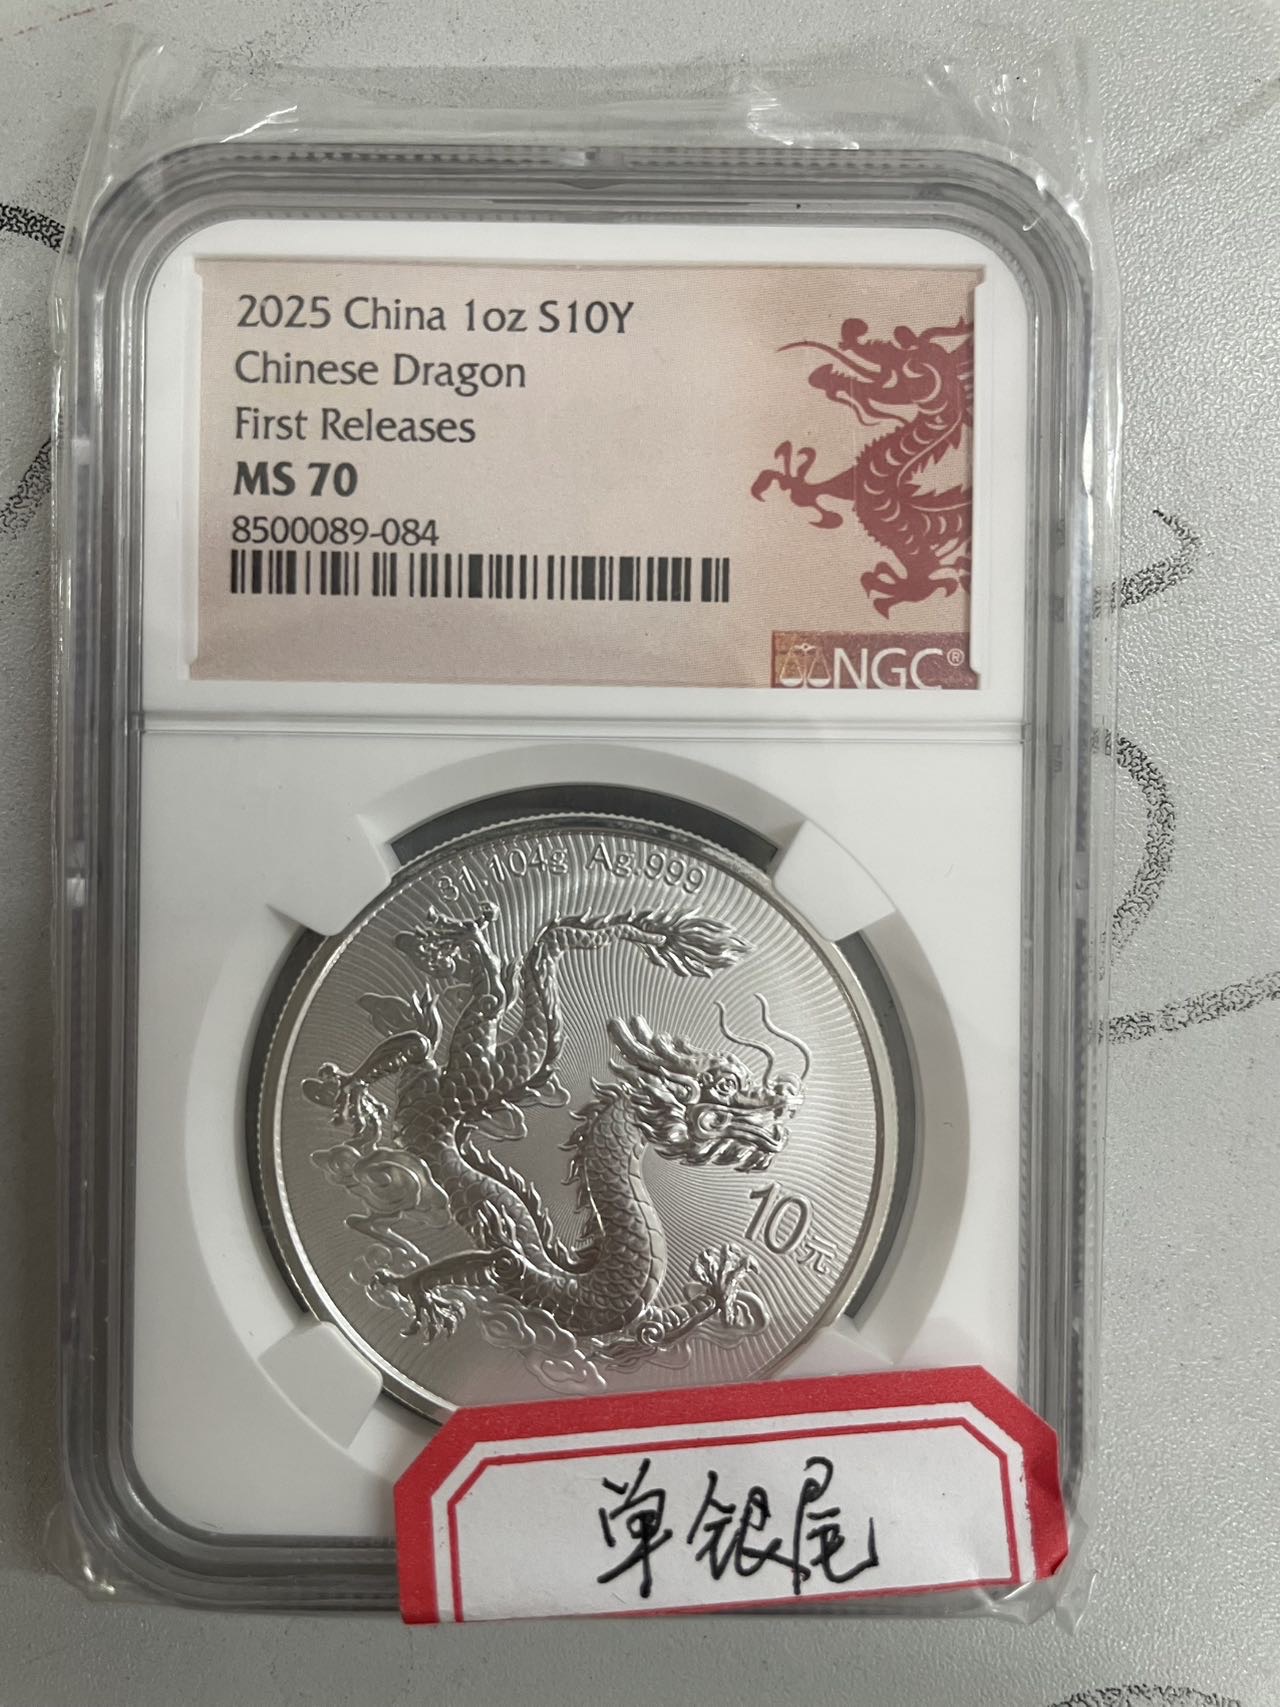 2025 China 1oz S10Y
Chinese Dragon
First Releases
MS 70
8500089-084
NGC®
31.104g Ag.999
10元
单银尾